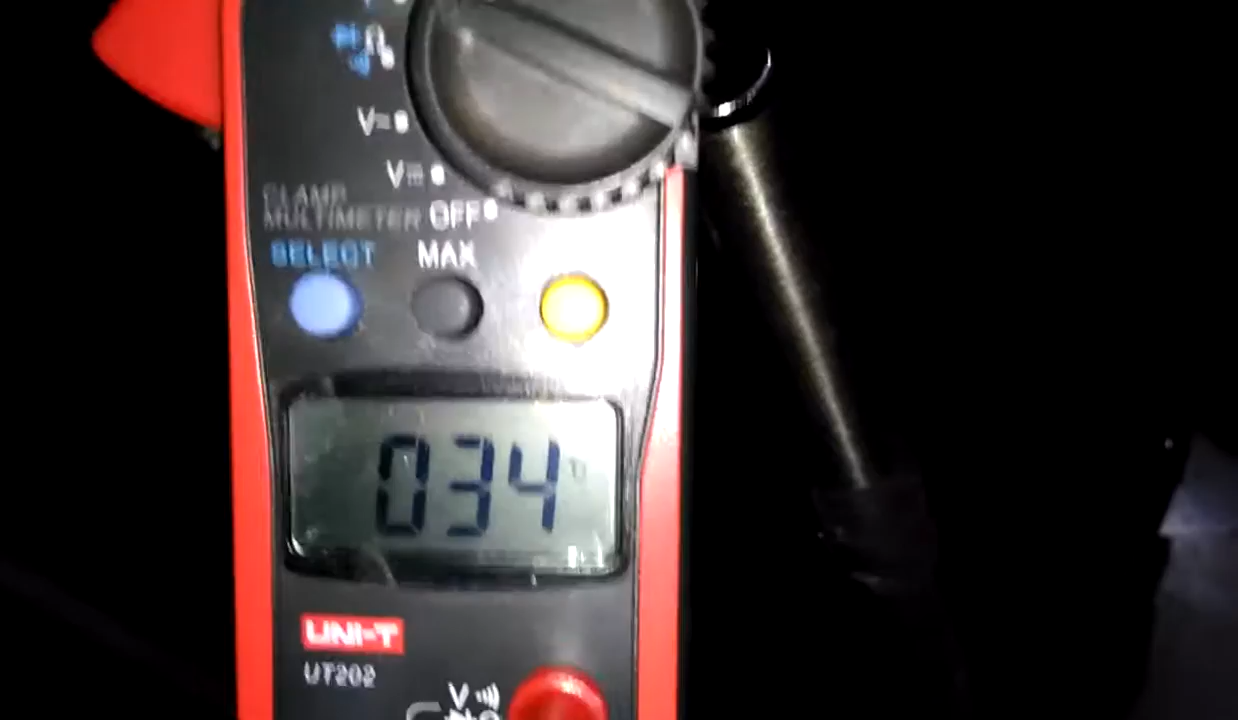 Ω
V
V
CLAMP
MULTIMETER OFF
SELECT MAX
034
UNI-T
UT202
V